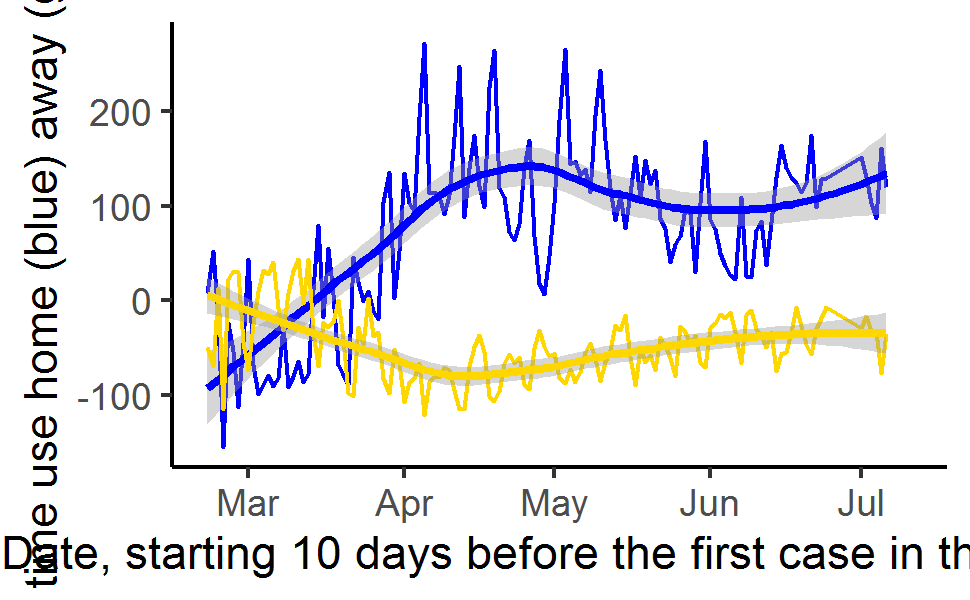 time use home (blue) away (
200
100
0
-100
Mar Apr May Jun Jul
Date, starting 10 days before the first case in th